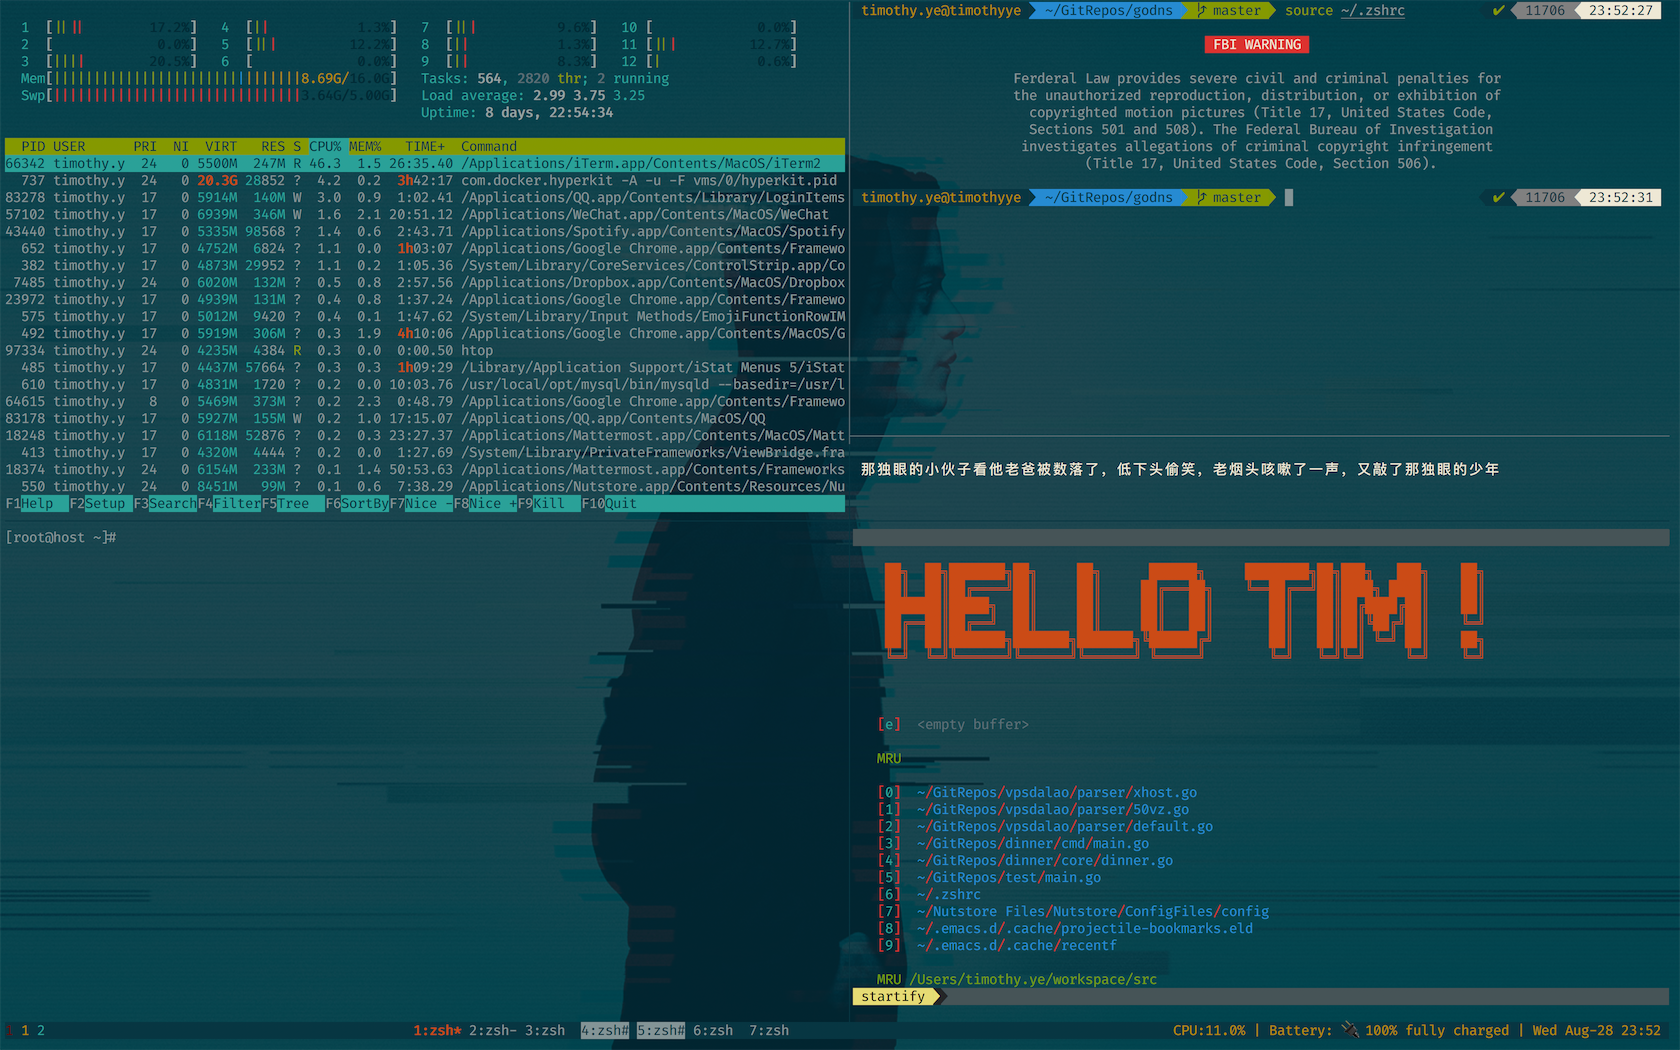 1 [|| || 17.2%] 4 [|| 1.3%] 7 [|| | 9.6%] 10 [ 0.0%]
2 [ 0.0%] 5 [|| | 12.2%] 8 [|| 1.3%] 11 [|| | 12.7%]
3 [|||| 20.5%] 6 [ 0.0%] 9 [|| 8.3%] 12 [| 0.6%]
Mem[|||||||||||||||||||||||||||||||8.69G/16.0G] Tasks: 564, 2820 thr; 2 running
Swp[|||||||||||||||||||||||||||||||3.64G/5.00G] Load average: 2.99 3.75 3.25
Uptime: 8 days, 22:54:34
PID USER PRI NI VIRT RES S CPU% MEM% TIME+ Command
66342 timothy.y 24 0 5500M 247M R 46.3 1.5 26:35.40 /Applications/iTerm.app/Contents/MacOS/iTerm2
737 timothy.y 24 0 20.3G 28852 ? 4.2 0.2 3h42:17 com.docker.hyperkit -A -u -F vms/0/hyperkit.pid
83278 timothy.y 17 0 5914M 140M W 3.0 0.9 1:02.41 /Applications/QQ.app/Contents/Library/LoginItems
57102 timothy.y 17 0 6939M 346M W 1.6 2.1 20:51.12 /Applications/WeChat.app/Contents/MacOS/WeChat
43440 timothy.y 17 0 5335M 98568 ? 1.4 0.6 2:43.71 /Applications/Spotify.app/Contents/MacOS/Spotify
652 timothy.y 17 0 4752M 6824 ? 1.1 0.0 1h03:07 /Applications/Google Chrome.app/Contents/Framewo
382 timothy.y 17 0 4873M 29952 ? 1.1 0.2 1:05.36 /System/Library/CoreServices/ControlStrip.app/Co
7485 timothy.y 24 0 6020M 132M ? 0.5 0.8 2:57.56 /Applications/Dropbox.app/Contents/MacOS/Dropbox
23972 timothy.y 17 0 4939M 131M ? 0.4 0.8 1:37.24 /Applications/Google Chrome.app/Contents/Framewo
575 timothy.y 17 0 5012M 9420 ? 0.4 0.1 1:47.62 /System/Library/Input Methods/EmojiFunctionRowIM
492 timothy.y 17 0 5919M 306M ? 0.3 1.9 4h10:06 /Applications/Google Chrome.app/Contents/MacOS/G
97334 timothy.y 24 0 4235M 4384 R 0.3 0.0 0:00.50 htop
485 timothy.y 17 0 4437M 57664 ? 0.3 0.3 1h09:29 /Library/Application Support/iStat Menus 5/iStat
610 timothy.y 17 0 4831M 1720 ? 0.2 0.0 10:03.76 /usr/local/opt/mysql/bin/mysqld --basedir=/usr/l
64615 timothy.y 8 0 5469M 373M ? 0.2 2.3 0:48.79 /Applications/Google Chrome.app/Contents/Framewo
83178 timothy.y 17 0 5927M 155M W 0.2 1.0 17:15.07 /Applications/QQ.app/Contents/MacOS/QQ
18248 timothy.y 17 0 6118M 52876 ? 0.2 0.3 23:27.37 /Applications/Mattermost.app/Contents/MacOS/Matt
413 timothy.y 17 0 4320M 4444 ? 0.2 0.0 1:27.69 /System/Library/PrivateFrameworks/ViewBridge.fra
18374 timothy.y 17 0 6154M 233M ? 0.1 1.4 50:53.63 /Applications/Mattermost.app/Contents/Frameworks
550 timothy.y 17 0 8451M 99M ? 0.1 0.6 7:38.29 /Applications/Nutstore.app/Contents/Resources/Nu
F1Help F2Setup F3SearchF4FilterF5Tree F6SortByF7Nice -F8Nice +F9Kill F10Quit
[root@host ~]#
timothy.ye@timothyye ~/GitRepos/godns master source ~/.zshrc ✔ 11706 23:52:27
FBI WARNING
Ferderal Law provides severe civil and criminal penalties for
the unauthorized reproduction, distribution, or exhibition of
copyrighted motion pictures (Title 17, United States Code,
Sections 501 and 508). The Federal Bureau of Investigation
investigates allegations of criminal copyright infringement
(Title 17, United States Code, Section 506).
timothy.ye@timothyye ~/GitRepos/godns master ✔ 11706 23:52:31
那独眼的小伙子看他老爸被数落了，低下头偷笑，老烟头咳嗽了一声，又敲了那独眼的少年
HELLO TIM !
[e] <empty buffer>
MRU
[0] ~/GitRepos/vpsdalao/parser/xhost.go
[1] ~/GitRepos/vpsdalao/parser/50vz.go
[2] ~/GitRepos/vpsdalao/parser/default.go
[3] ~/GitRepos/dinner/cmd/main.go
[4] ~/GitRepos/dinner/core/dinner.go
[5] ~/GitRepos/test/main.go
[6] ~/.zshrc
[7] ~/Nutstore Files/Nutstore/ConfigFiles/config
[8] ~/.emacs.d/.cache/projectile-bookmarks.eld
[9] ~/.emacs.d/.cache/recentf
MRU /Users/timothy.ye/workspace/src
startify
1 1 2 1:zsh* 2:zsh- 3:zsh 4:zsh# 5:zsh# 6:zsh 7:zsh CPU:11.0% | Battery: 🔌 100% fully charged | Wed Aug-28 23:52